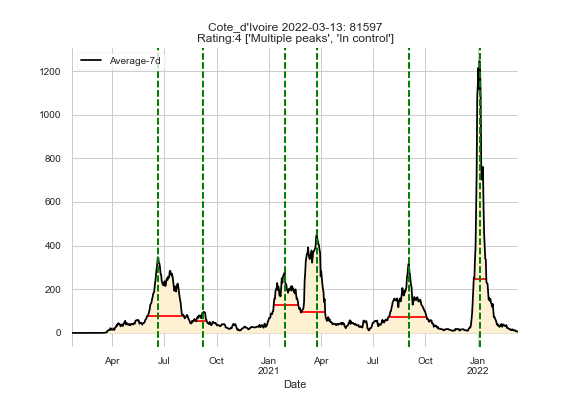 Cote_d'Ivoire 2022-03-13: 81597
Rating:4 ['Multiple peaks', 'In control']
Average-7d
1200
1000
800
600
400
200
0
Apr Jul Oct Jan Apr Jul Oct Jan
2021 2022
Date